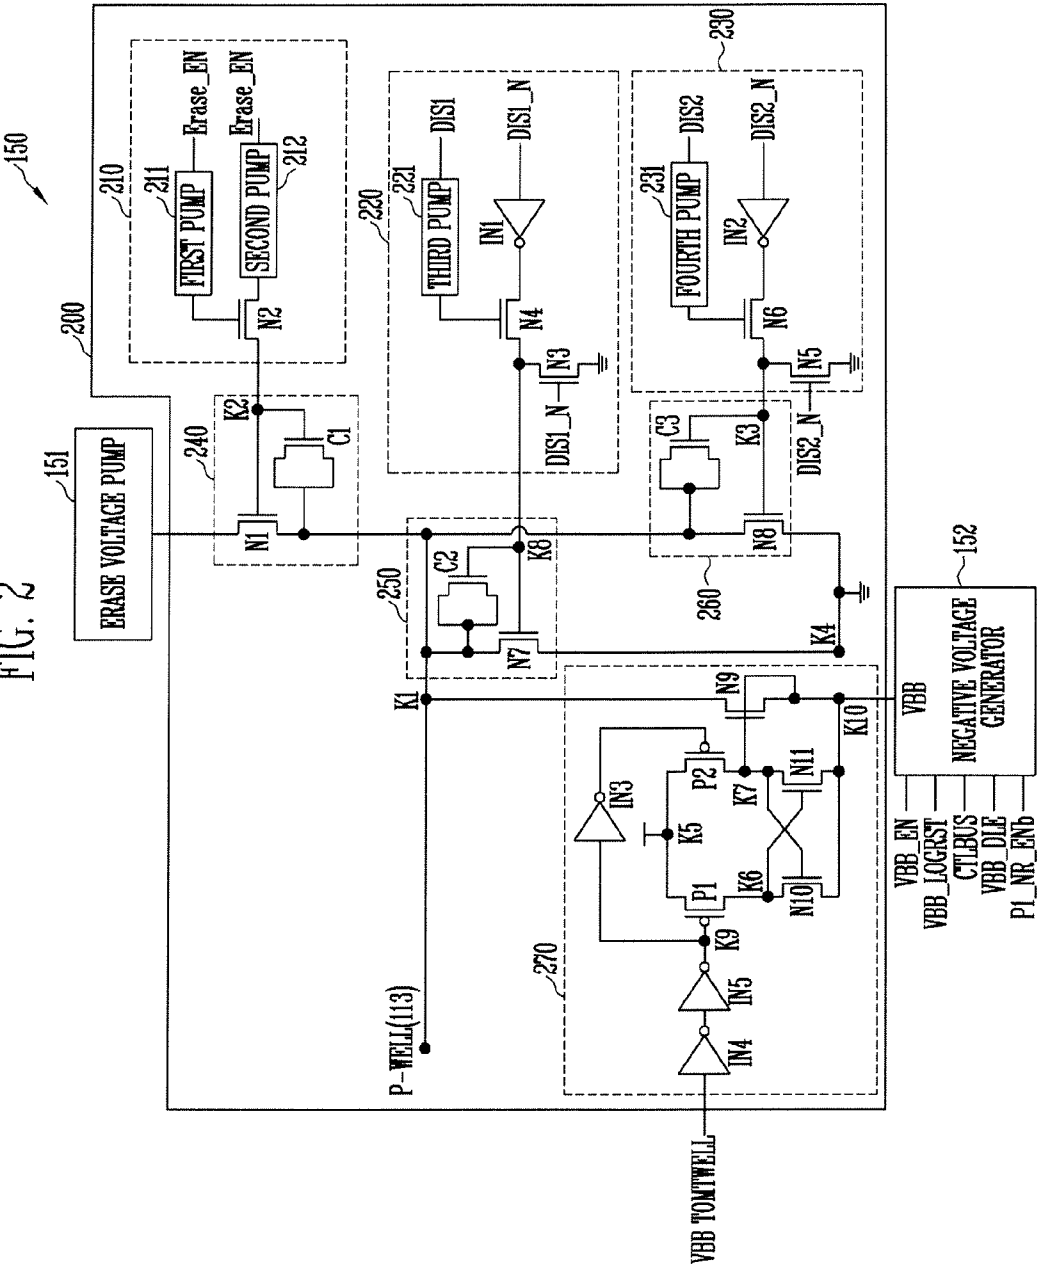 FIG. 2
150
200
151
ERASE VOLTAGE PUMP
210
211
FIRST PUMP
Erase_EN
SECOND PUMP
212
Erase_EN
N2
K2
240
N1
C1
220
221
THIRD PUMP
DIS1
DIS1_N
IN1
N4
N3
DIS1_N
230
231
FOURTH PUMP
DIS2
DIS2_N
IN2
N6
N5
DIS2_N
250
C2
K8
N7
260
C3
K3
N8
K4
K1
P-WELL(113)
270
N9
IN3
P2
K7
N11
K10
K5
P1
K6
N10
K9
IN5
IN4
VBB TOMTWELL
152
VBB
NEGATIVE VOLTAGE
GENERATOR
VBB_EN
VBB_LOGRST
CTLBUS
VBB_DLE
P1_NR_ENb